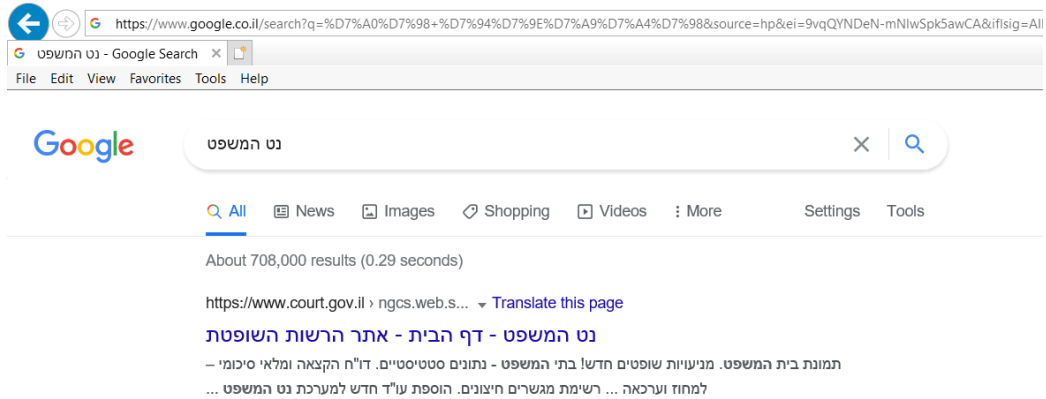 https://www.google.co.il/search?q=%D7%A0%D7%98+%D7%94%D7%9E%D7%A9%D7%A4%D7%98&source=hp&ei=9vqQYNDeN-mNlwSpk5awCA&iflsig=
נט המשפט - Google Search
File Edit View Favorites Tools Help
Google
נט המשפט
All News Images Shopping Videos More Settings Tools
About 708,000 results (0.29 seconds)
https://www.court.gov.il › ngcs.web.s... Translate this page
נט המשפט - דף הבית - אתר הרשות השופטת
תמונת בית המשפט. מניעויות שופטים חדש! בתי המשפט - נתונים סטטיסטיים. דו"ח הקצאה ומלאי סיכומי –
למחוז וערכאה ... רשימת מגשרים חיצונים. הוספת עו"ד חדש למערכת נט המשפט ...